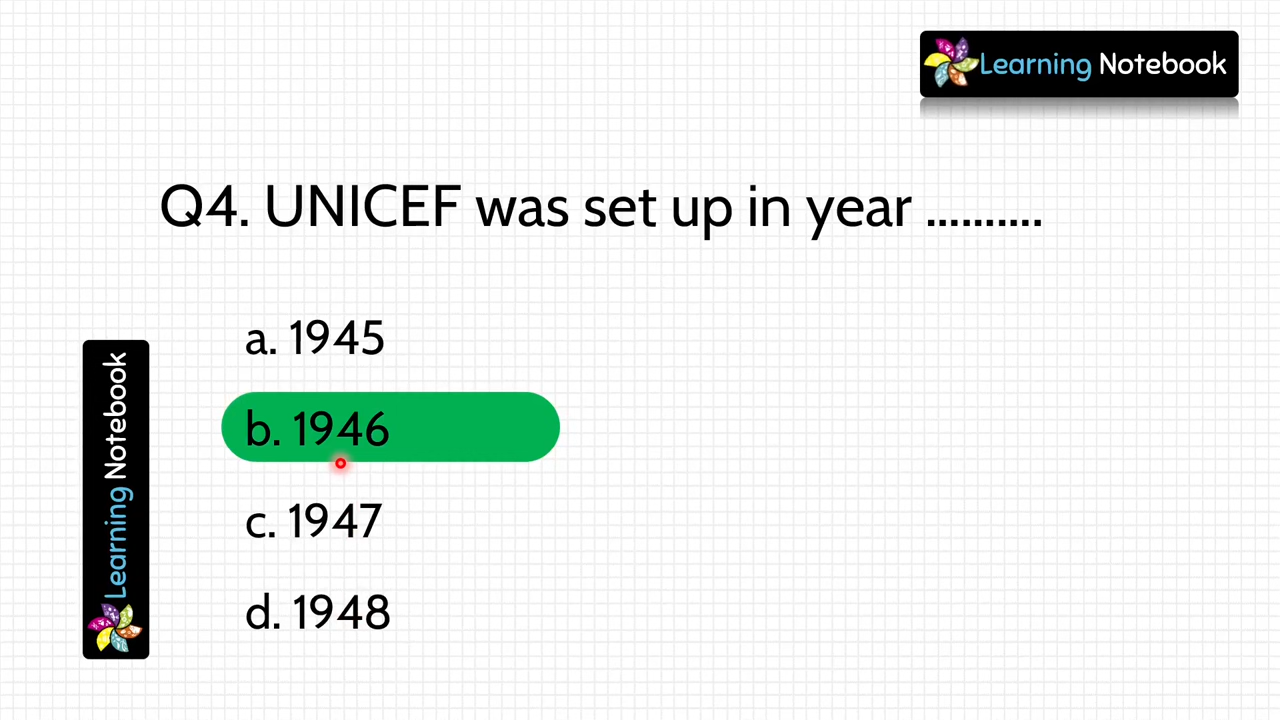 Learning Notebook
Q4. UNICEF was set up in year ..........
a. 1945
b. 1946
c. 1947
d. 1948
Learning Notebook